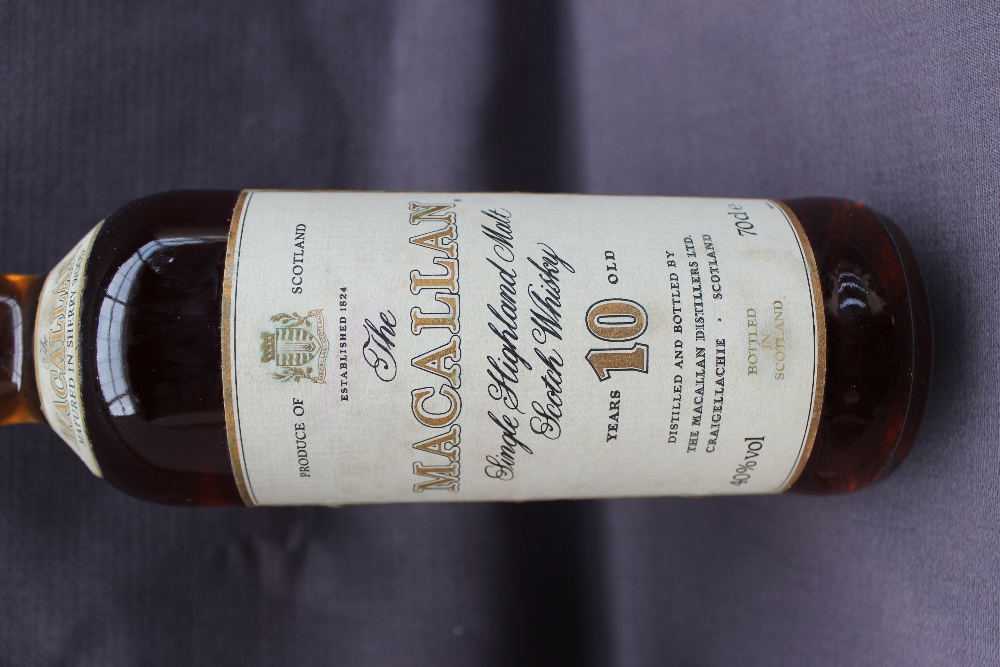 The
MACALLAN
MATURED IN SHERRY
PRODUCE OF SCOTLAND
ESTABLISHED 1824
The
MACALLAN.
Single Highland Malt
Scotch Whisky
YEARS 10 OLD
DISTILLED AND BOTTLED BY
THE MACALLAN DISTILLERS LTD.
CRAIGELLACHIE · SCOTLAND
BOTTLED
IN
SCOTLAND
40%vol 70cl e